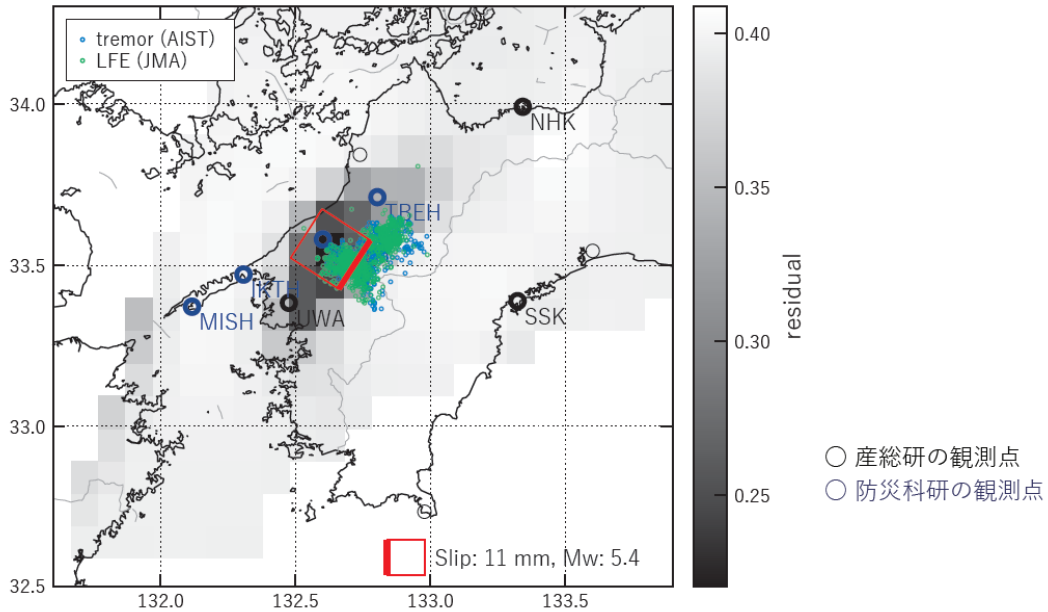 tremor (AIST)
LFE (JMA)
34.0
33.5
33.0
32.5
132.0
132.5
133.0
133.5
NHK
TBEH
IKTH
MISH
UWA
SSK
Slip: 11 mm, Mw: 5.4
0.40
0.30
0.25
residual
○ 産総研の観測点
○ 防災科研の観測点